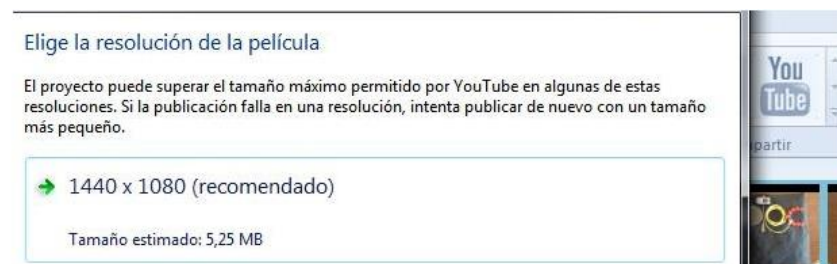 Elige la resolución de la película
El proyecto puede superar el tamaño máximo permitido por YouTube en algunas de estas
resoluciones. Si la publicación falla en una resolución, intenta publicar de nuevo con un tamaño
más pequeño.
1440 x 1080 (recomendado)
Tamaño estimado: 5,25 MB
You
Tube
partir